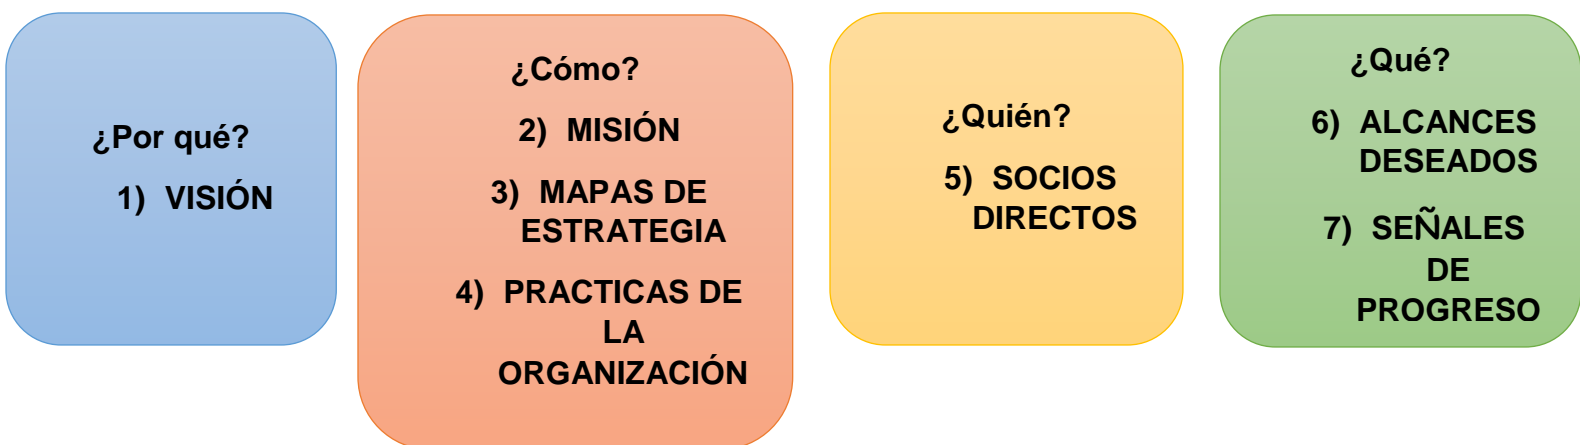 ¿Por qué?
1) VISIÓN
¿Cómo?
2) MISIÓN
3) MAPAS DE
ESTRATEGIA
4) PRACTICAS DE
LA
ORGANIZACIÓN
¿Quién?
5) SOCIOS
DIRECTOS
¿Qué?
6) ALCANCES
DESEADOS
7) SEÑALES
DE
PROGRESO